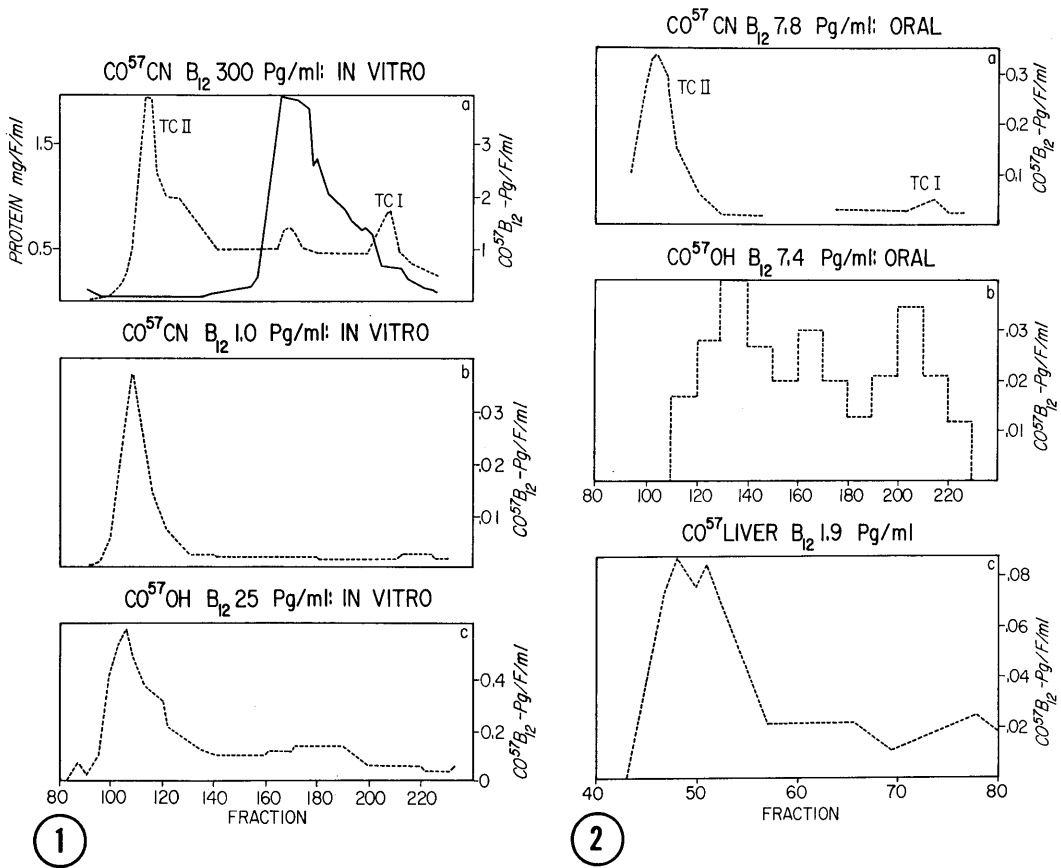 CO57CN B12 300 Pg/ml: IN VITRO
a
TC II
TC I
PROTEIN mg/F/ml
1.5
1.0
0.5
3
2
1
CO57B12-Pg/F/ml
CO57CN B12 1.0 Pg/ml: IN VITRO
b
.03
.02
.01
CO57B12-Pg/F/ml
CO57OH B12 25 Pg/ml: IN VITRO
c
0.4
0.2
0
CO57B12-Pg/F/ml
80 100 120 140 160 180 200 220
FRACTION
1
CO57CN B12 7.8 Pg/ml: ORAL
a
TC II
TC I
0.3
0.2
0.1
CO57B12-Pg/F/ml
CO57OH B12 7.4 Pg/ml: ORAL
b
.03
.02
.01
CO57B12-Pg/F/ml
80 100 120 140 160 180 200 220
CO57LIVER B12 1.9 Pg/ml
c
.08
.06
.04
.02
CO57B12-Pg/F/ml
40 50 60 70 80
FRACTION
2